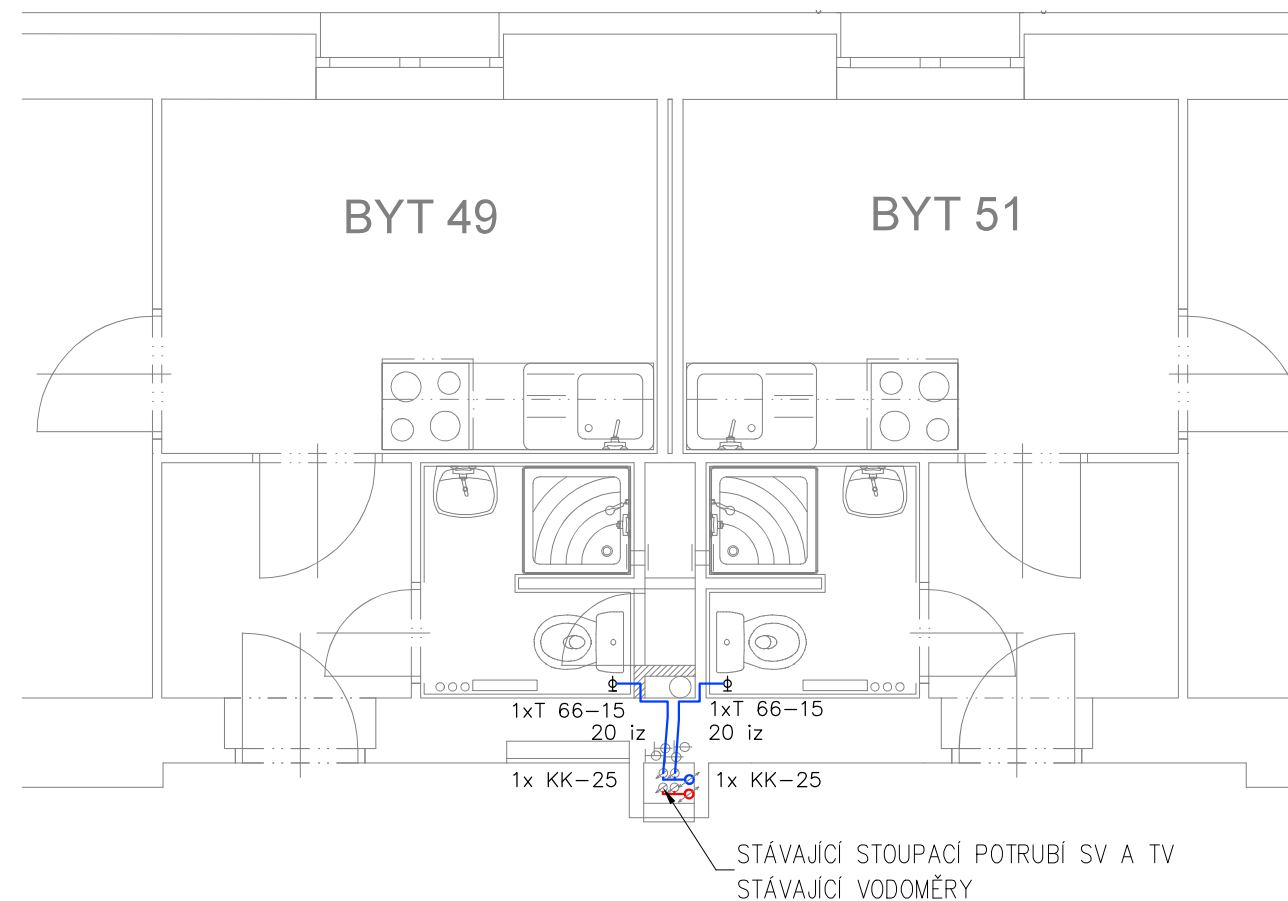 BYT 49
BYT 51
1xT 66-15
20 iz
1xT 66-15
20 iz
1x KK-25
1x KK-25
STÁVAJÍCÍ STOUPACÍ POTRUBÍ SV A TV
STÁVAJÍCÍ VODOMĚRY